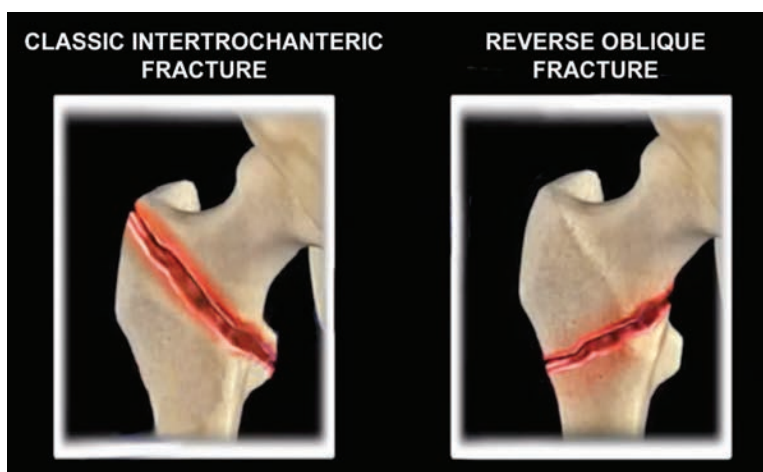 CLASSIC INTERTROCHANTERIC
FRACTURE
REVERSE OBLIQUE
FRACTURE